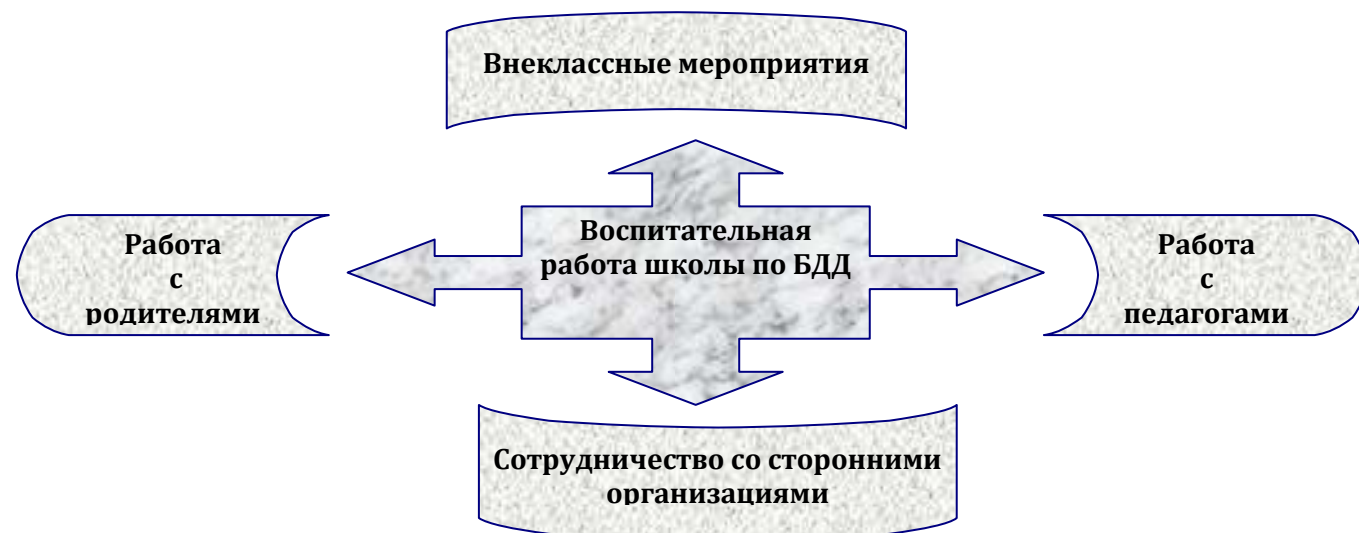 Внеклассные мероприятия
Воспитательная
работа школы по БДД
Работа
с
родителями
Работа
с
педагогами
Сотрудничество со сторонними
организациями